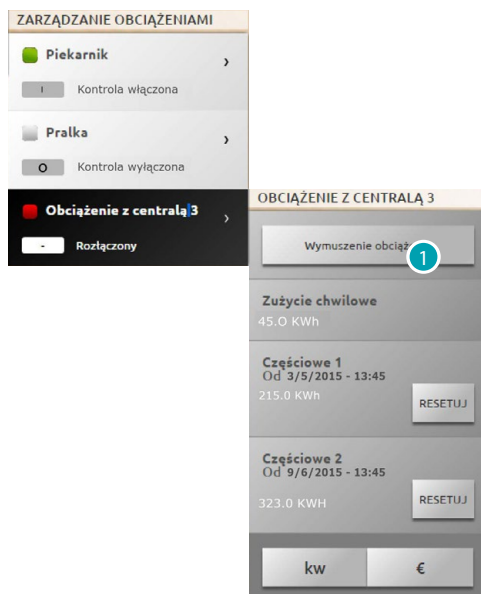 ZARZĄDZANIE OBCIĄŻENIAMI
Piekarnik
›
I Kontrola włączona
Pralka
›
O Kontrola wyłączona
Obciążenie z centralą 3
›
- Rozłączony
OBCIĄŻENIE Z CENTRALĄ 3
Wymuszenie
1
Zużycie chwilowe
45.O KWh
Częściowe 1
Od 3/5/2015 - 13:45
215.0 KWh
RESETUJ
Częściowe 2
Od 9/6/2015 - 13:45
323.0 KWH
RESETUJ
kw €